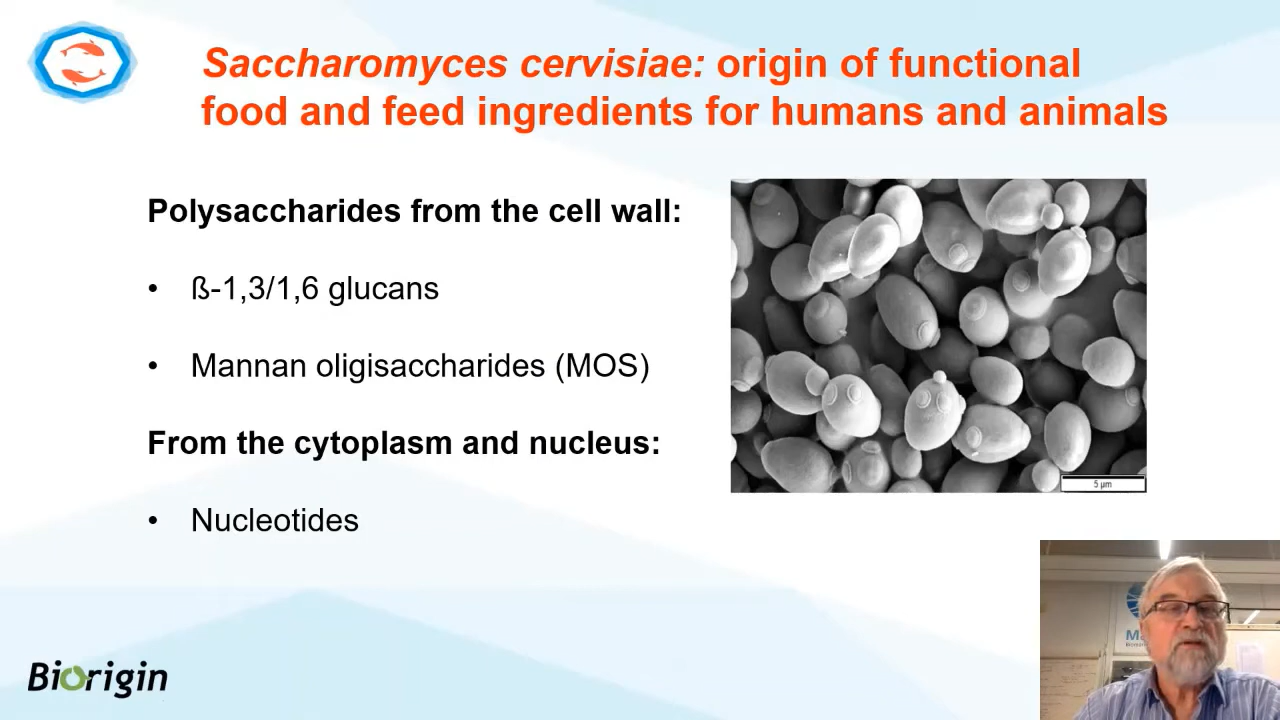 Saccharomyces cervisiae: origin of functional
food and feed ingredients for humans and animals
Polysaccharides from the cell wall:
• ß-1,3/1,6 glucans
• Mannan oligisaccharides (MOS)
From the cytoplasm and nucleus:
• Nucleotides
5 µm
Biorigin